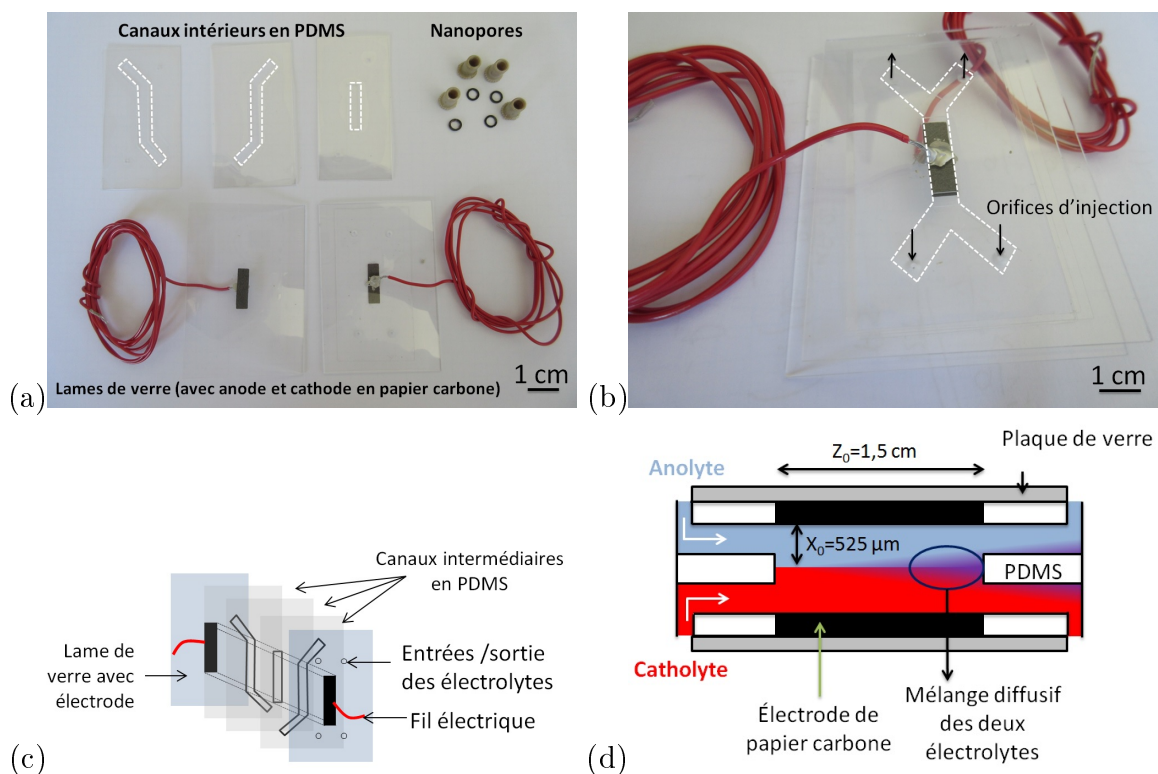 Canaux intérieurs en PDMS
Nanopores
Lames de verre (avec anode et cathode en papier carbone)
1 cm
(a)
Orifices d'injection
1 cm
(b)
Canaux intermédiaires
en PDMS
Lame de
verre avec
électrode
Entrées /sortie
des électrolytes
Fil électrique
(c)
Plaque de verre
Z₀=1,5 cm
Anolyte
X₀=525 µm
PDMS
Catholyte
Électrode de
papier carbone
Mélange diffusif
des deux
électrolytes
(d)